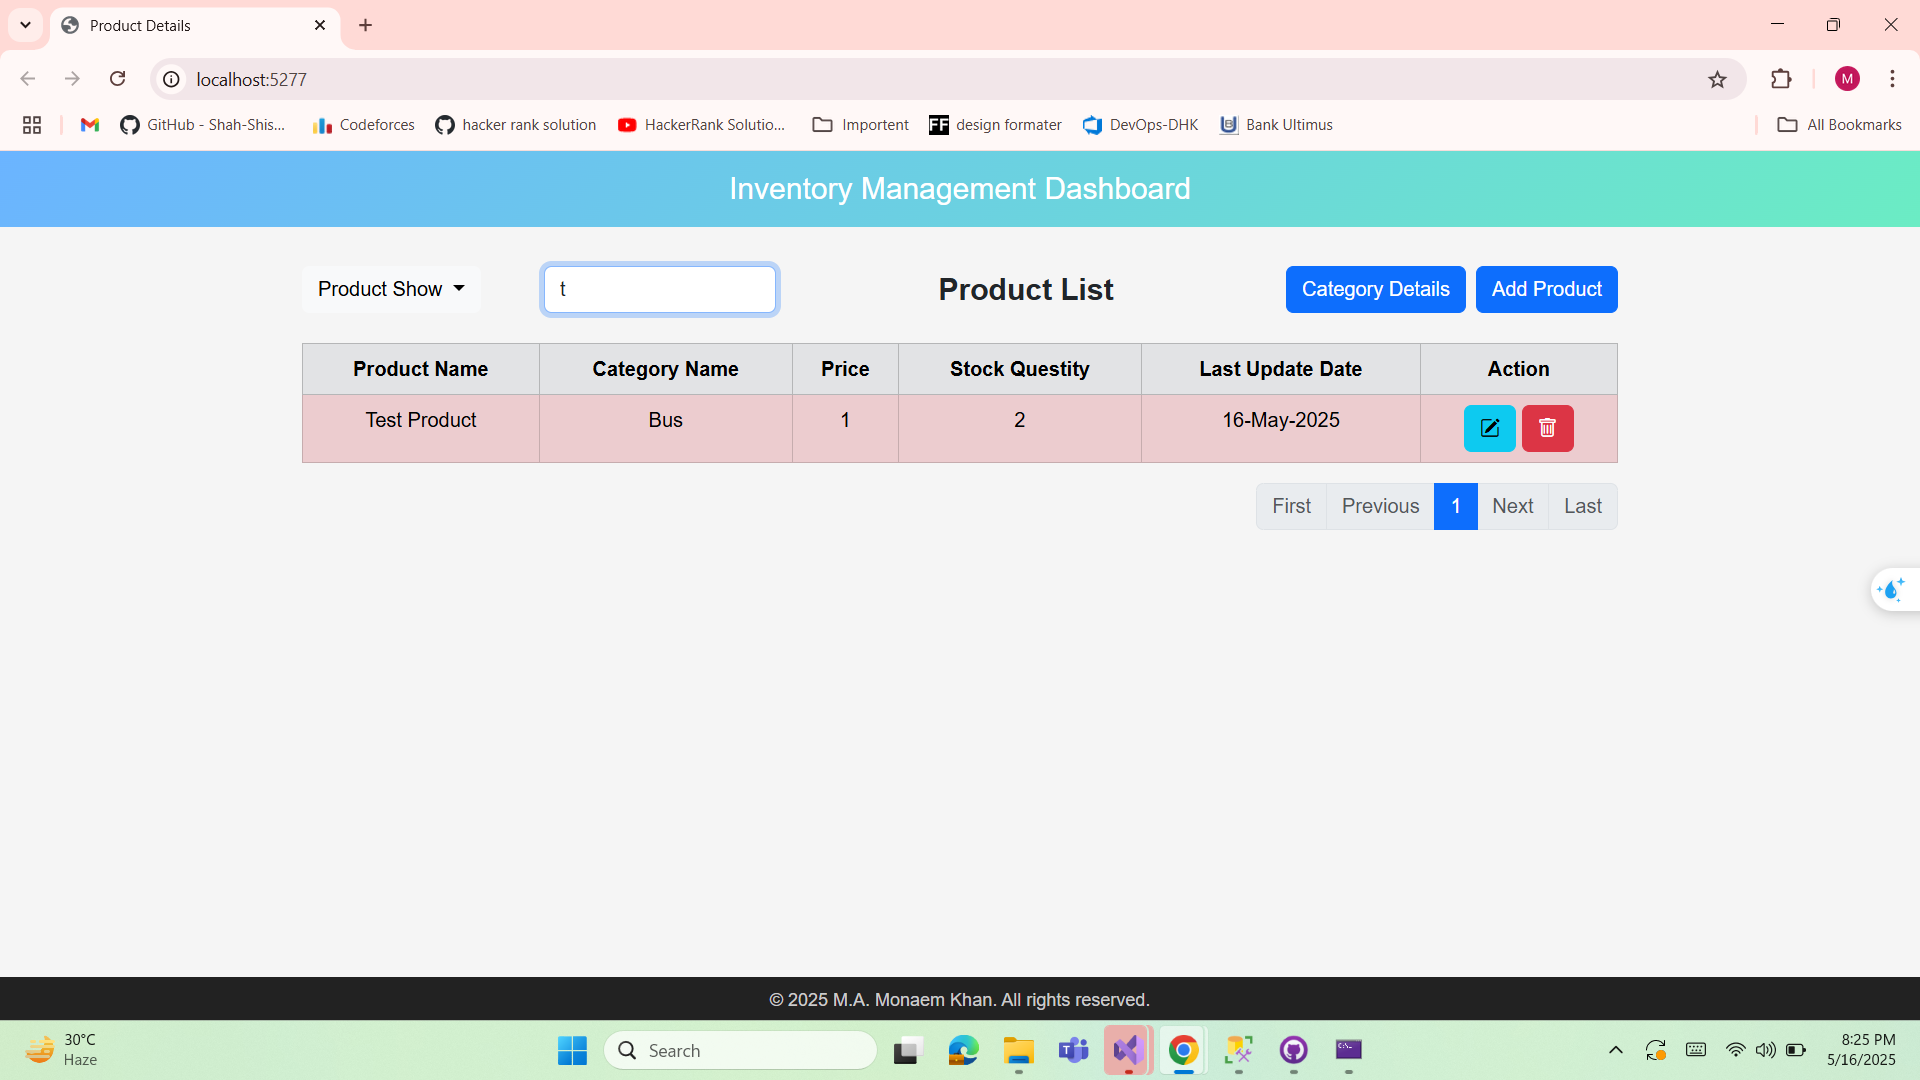 Product Details
localhost:5277
GitHub - Shah-Shis...
Codeforces
hacker rank solution
HackerRank Solutio...
Importent
FF
design formater
DevOps-DHK
Bank Ultimus
All Bookmarks
M
Inventory Management Dashboard
Product Show
t
Product List
Category Details
Add Product
Product Name Category Name Price Stock Questity Last Update Date Action
Test Product Bus 1 2 16-May-2025
First Previous 1 Next Last
© 2025 M.A. Monaem Khan. All rights reserved.
30°C
Haze
Search
8:25 PM
5/16/2025